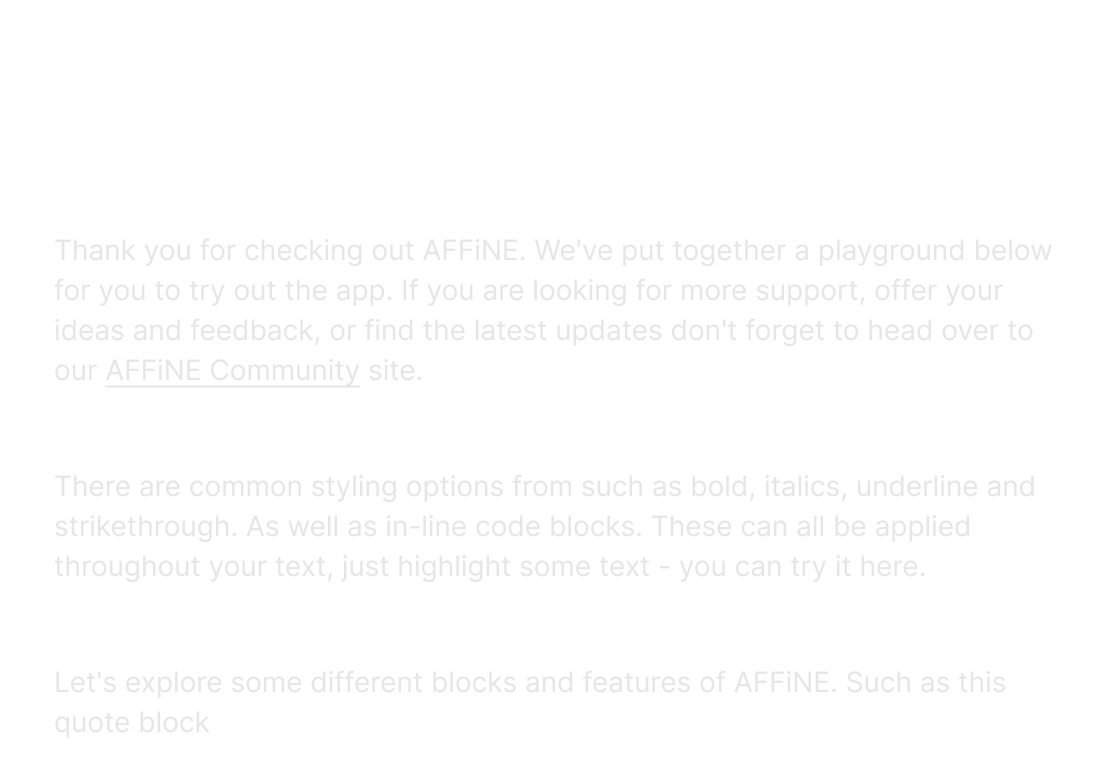 Thank you for checking out AFFiNE. We've put together a playground below
for you to try out the app. If you are looking for more support, offer your
ideas and feedback, or find the latest updates don't forget to head over to
our AFFiNE Community site.
There are common styling options from such as bold, italics, underline and
strikethrough. As well as in-line code blocks. These can all be applied
throughout your text, just highlight some text - you can try it here.
Let's explore some different blocks and features of AFFiNE. Such as this
quote block